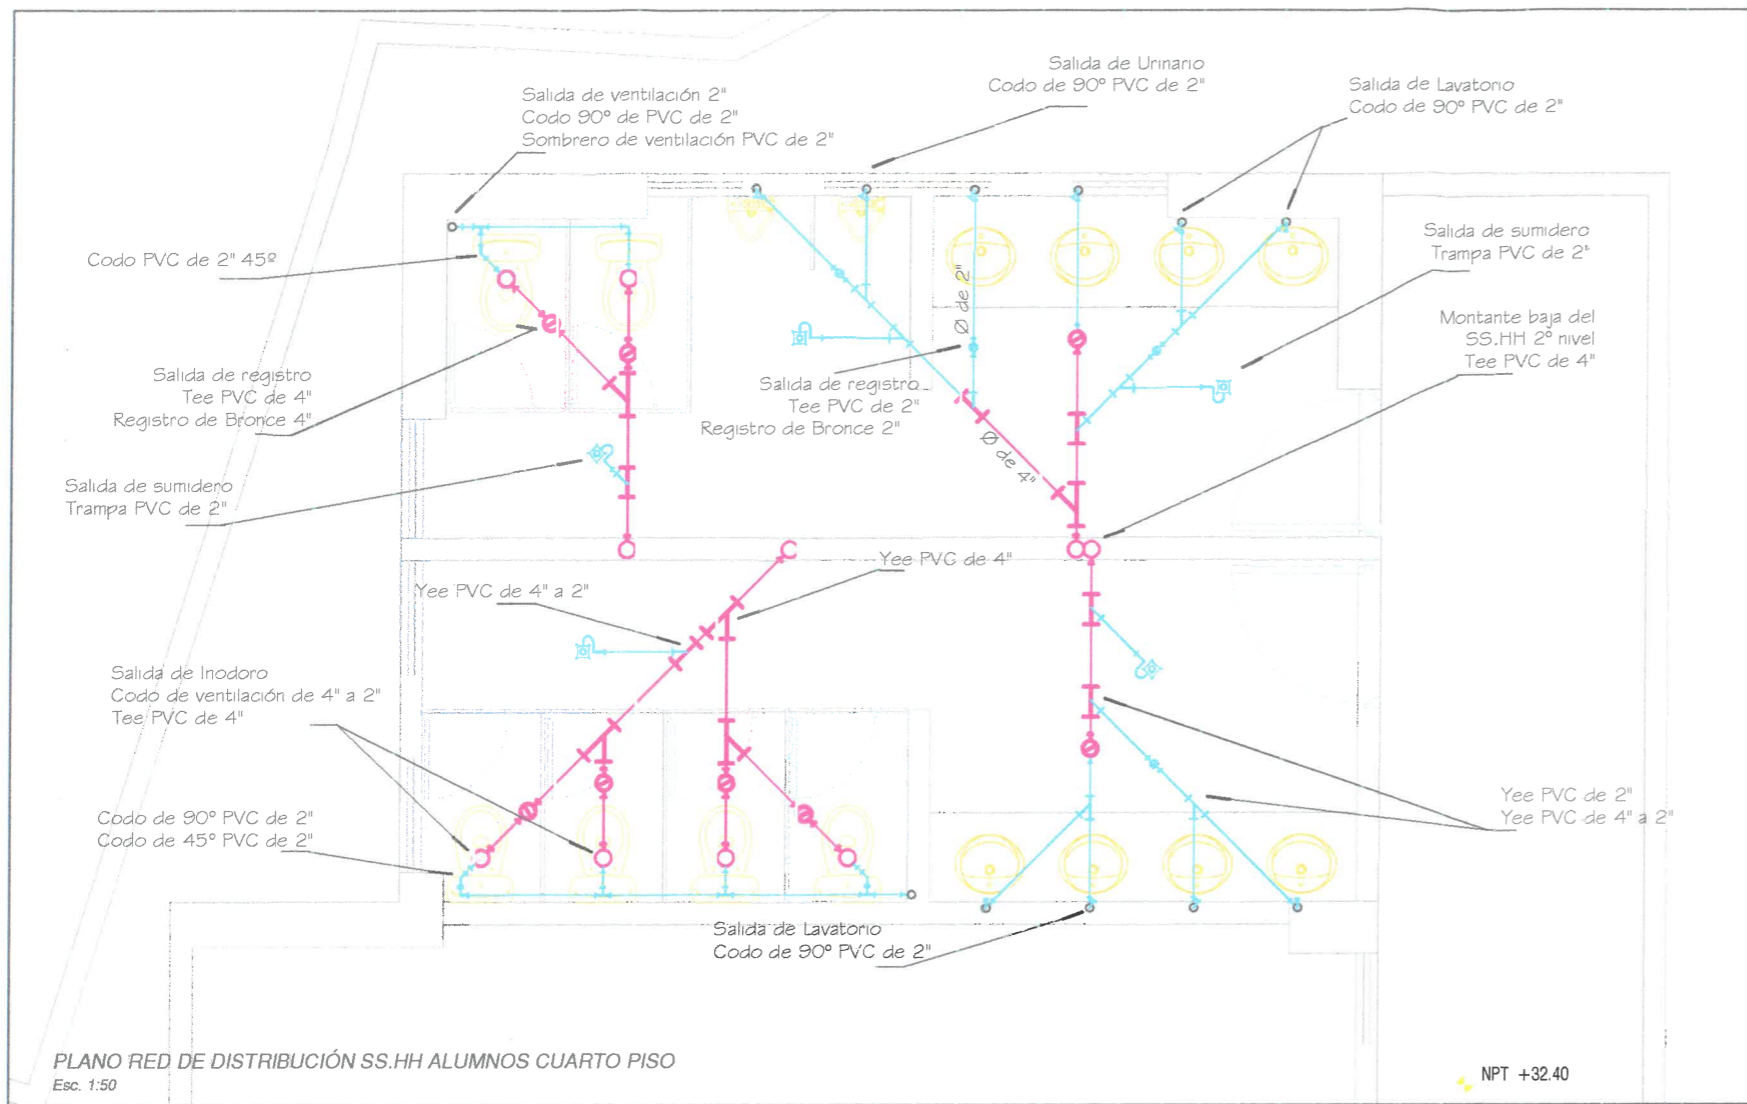 Salida de Urinario
Codo de 90º PVC de 2"
Salida de Lavatorio
Codo de 90º PVC de 2"
Salida de ventilación 2"
Codo 90º de PVC de 2"
Sombrero de ventilación PVC de 2"
Codo PVC de 2" 45º
Salida de sumidero
Trampa PVC de 2"
Ø de 2"
Montante baja del
SS.HH 2º nivel
Tee PVC de 4"
Salida de registro
Tee PVC de 4"
Registro de Bronce 4"
Salida de registro
Tee PVC de 2"
Registro de Bronce 2"
Ø de 4"
Salida de sumidero
Trampa PVC de 2"
Yee PVC de 4"
Yee PVC de 4" a 2"
Salida de Inodoro
Codo de ventilación de 4" a 2"
Tee PVC de 4"
Codo de 90º PVC de 2"
Codo de 45º PVC de 2"
Yee PVC de 2"
Yee PVC de 4" a 2"
Salida de Lavatorio
Codo de 90º PVC de 2"
PLANO RED DE DISTRIBUCIÓN SS.HH ALUMNOS CUARTO PISO
Esc. 1:50
NPT +32.40